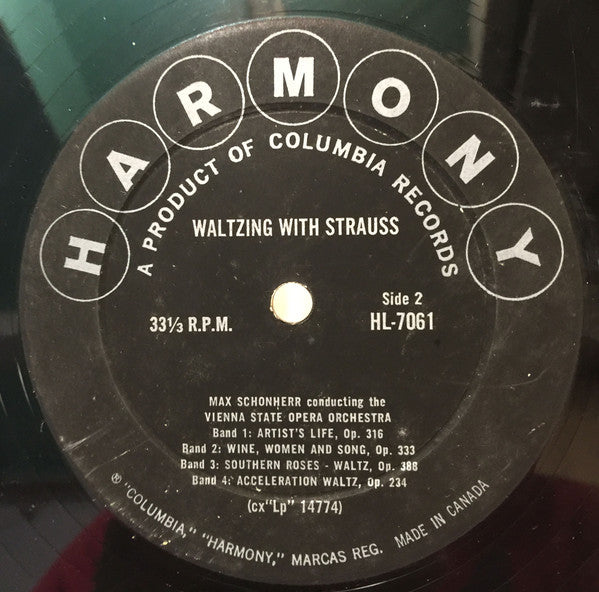 HARMONY
A PRODUCT OF COLUMBIA RECORDS
WALTZING WITH STRAUSS
33⅓ R.P.M.
Side 2
HL-7061
MAX SCHONHERR conducting the
VIENNA STATE OPERA ORCHESTRA
Band 1: ARTIST'S LIFE, Op. 316
Band 2: WINE, WOMEN AND SONG, Op. 333
Band 3: SOUTHERN ROSES - WALTZ, Op. 388
Band 4: ACCELERATION WALTZ, Op. 234
(cx"Lp" 14774)
® "COLUMBIA," "HARMONY," MARCAS REG. MADE IN CANADA